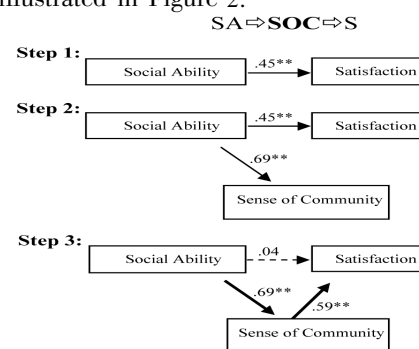 illustrated in Figure 2.
SA⇨SOC⇨S
Step 1:
Social Ability .45** Satisfaction
Step 2:
Social Ability .45** Satisfaction
.69**
Sense of Community
Step 3:
Social Ability .04 Satisfaction
.69** .59**
Sense of Community